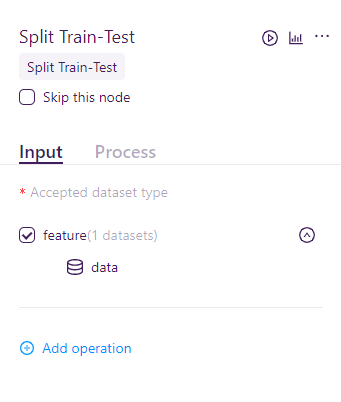 Split Train-Test
Split Train-Test
Skip this node
Input Process
* Accepted dataset type
feature(1 datasets)
data
Add operation